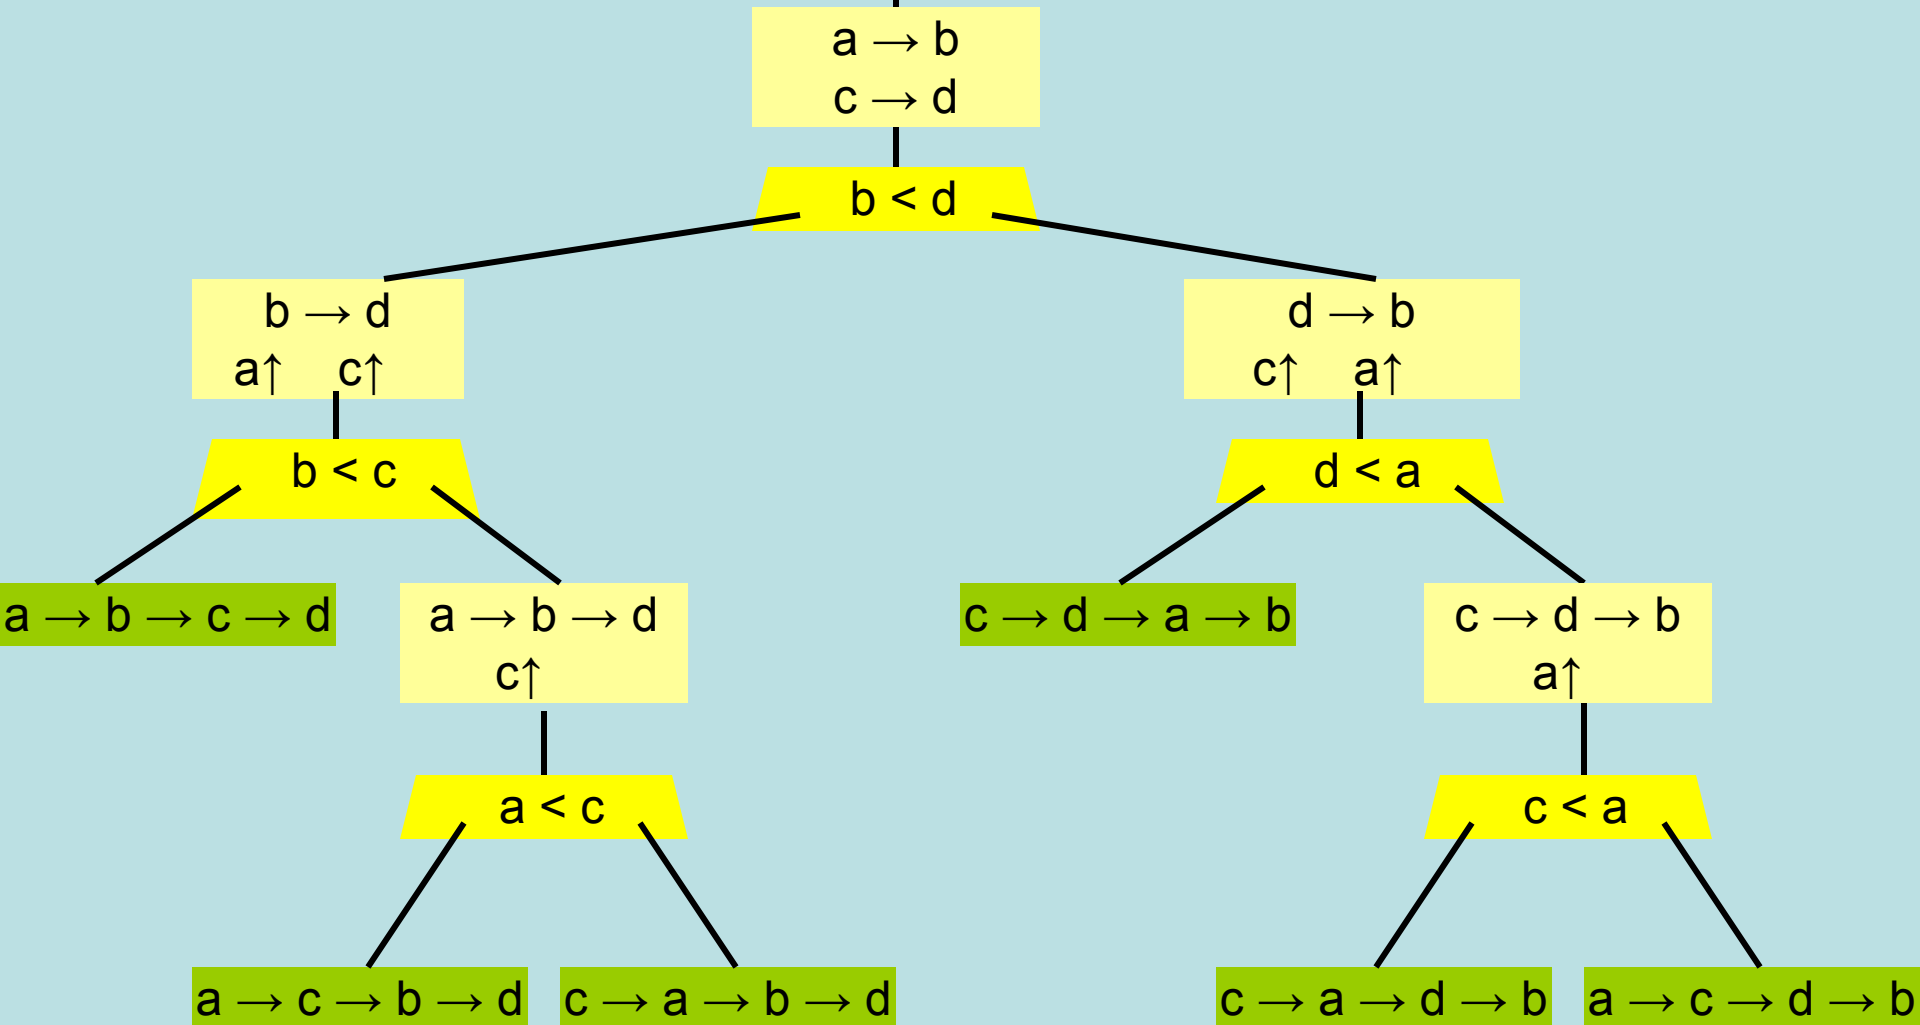 a → b
c → d
b < d
b → d
a↑ c↑
d → b
c↑ a↑
b < c
d < a
a → b → c → d
a → b → d
c↑
c → d → a → b
c → d → b
a↑
a < c
c < a
a → c → b → d
c → a → b → d
c → a → d → b
a → c → d → b